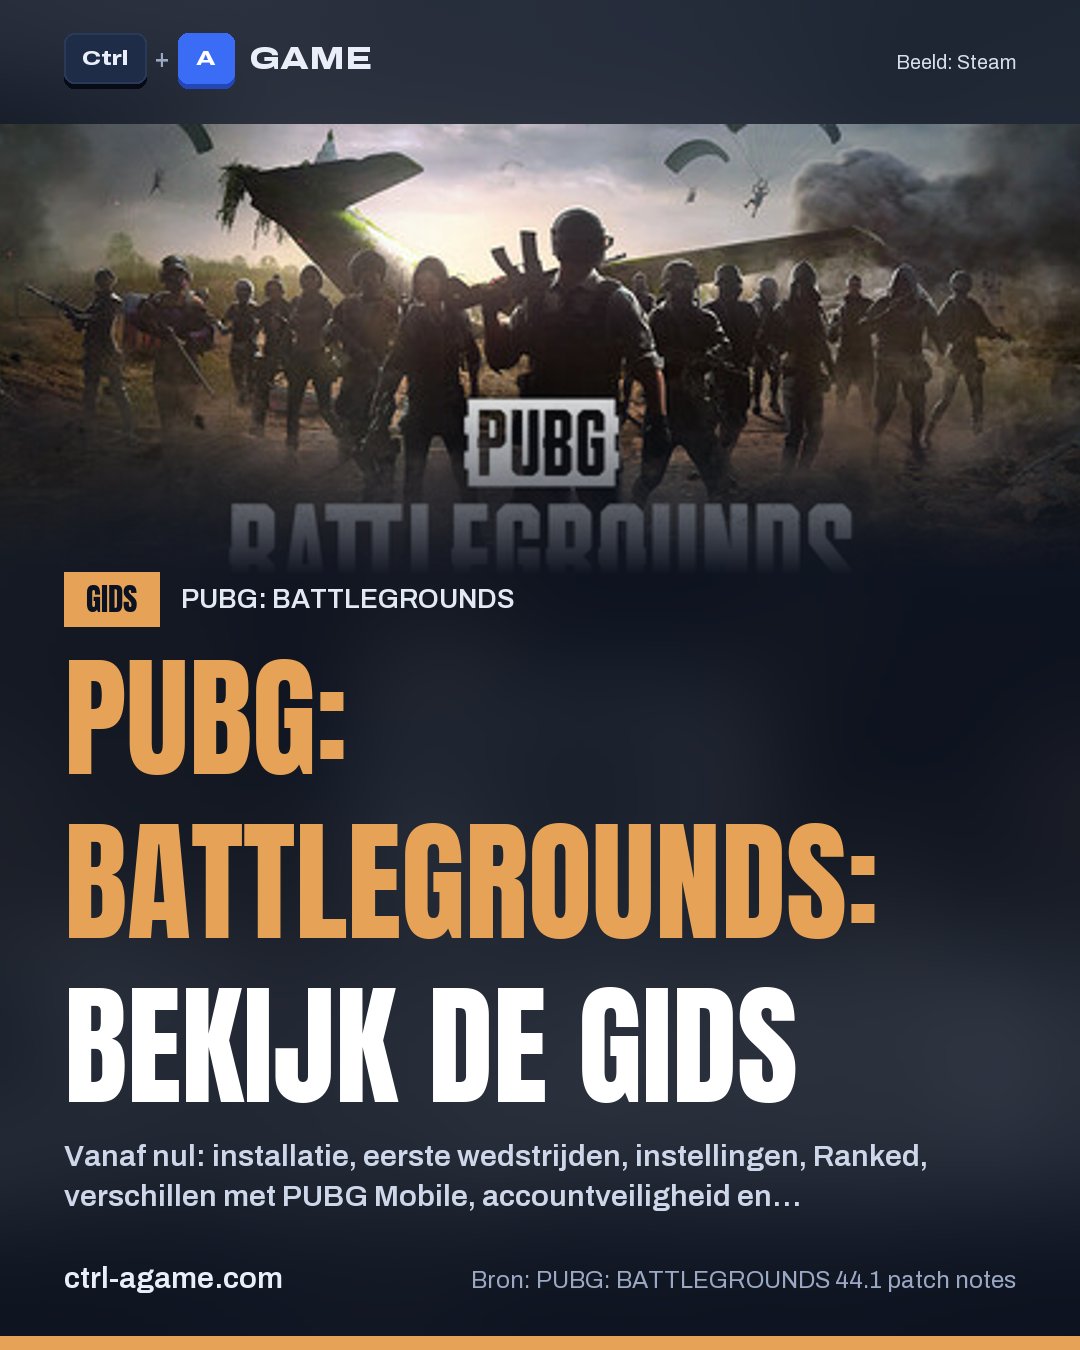 Ctrl + A GAME
Beeld: Steam
PUBG
BATTLEGROUNDS
GIDS PUBG: BATTLEGROUNDS
PUBG:
BATTLEGROUNDS:
BEKIJK DE GIDS
Vanaf nul: installatie, eerste wedstrijden, instellingen, Ranked,
verschillen met PUBG Mobile, accountveiligheid en...
ctrl-agame.com
Bron: PUBG: BATTLEGROUNDS 44.1 patch notes